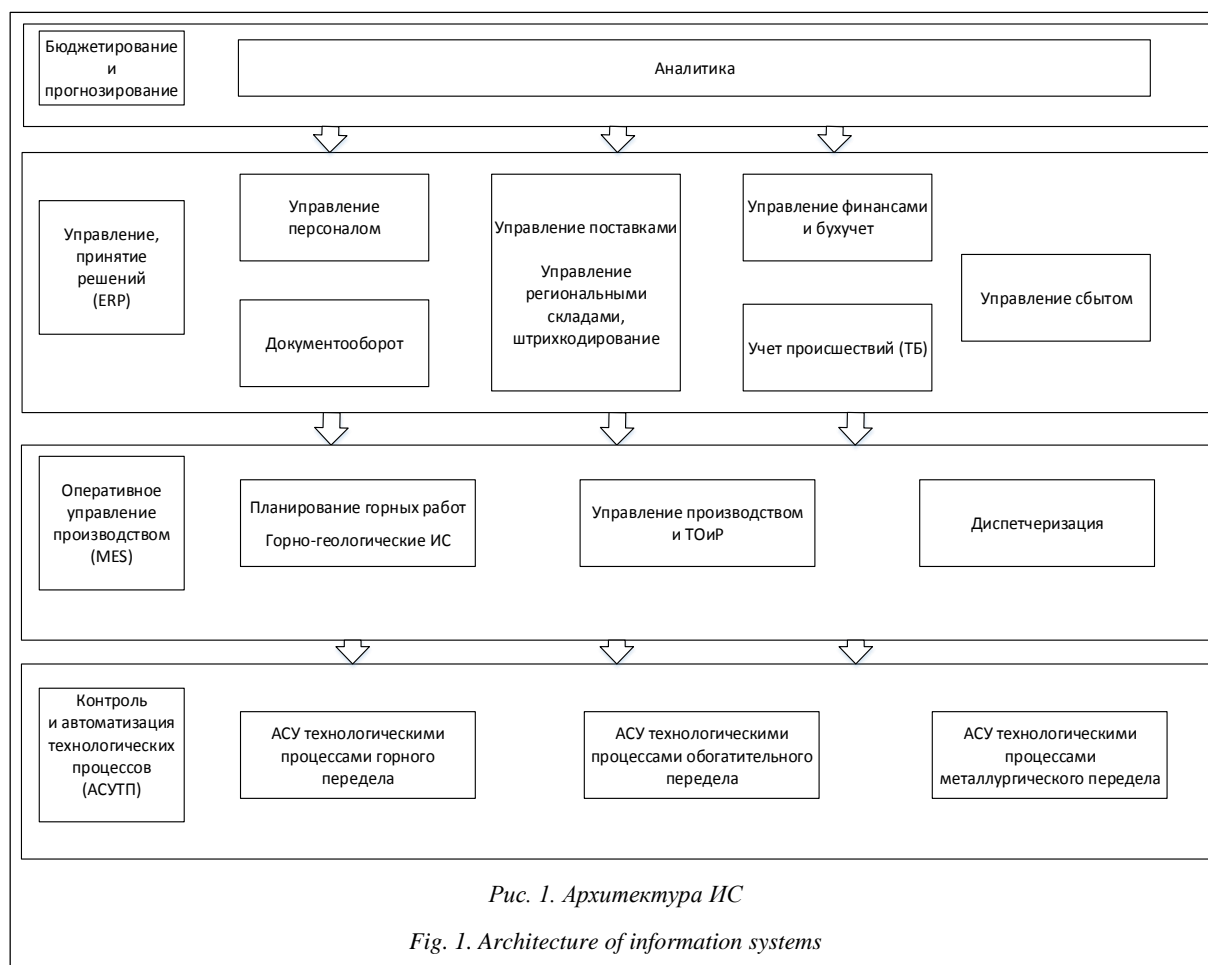 Бюджетирование
и
прогнозирование
Аналитика
Управление,
принятие
решений
(ERP)
Управление
персоналом
Документооборот
Управление поставками
Управление
региональными
складами,
штрихкодирование
Управление финансами
и бухучет
Учет происшествий (ТБ)
Управление сбытом
Оперативное
управление
производством
(MES)
Планирование горных работ
Горно-геологические ИС
Управление производством
и ТОиР
Диспетчеризация
Контроль
и автоматизация
технологических
процессов
(АСУТП)
АСУ технологическими
процессами горного
передела
АСУ технологическими
процессами обогатительного
передела
АСУ технологическими
процессами
металлургического передела
Рис. 1. Архитектура ИС
Fig. 1. Architecture of information systems